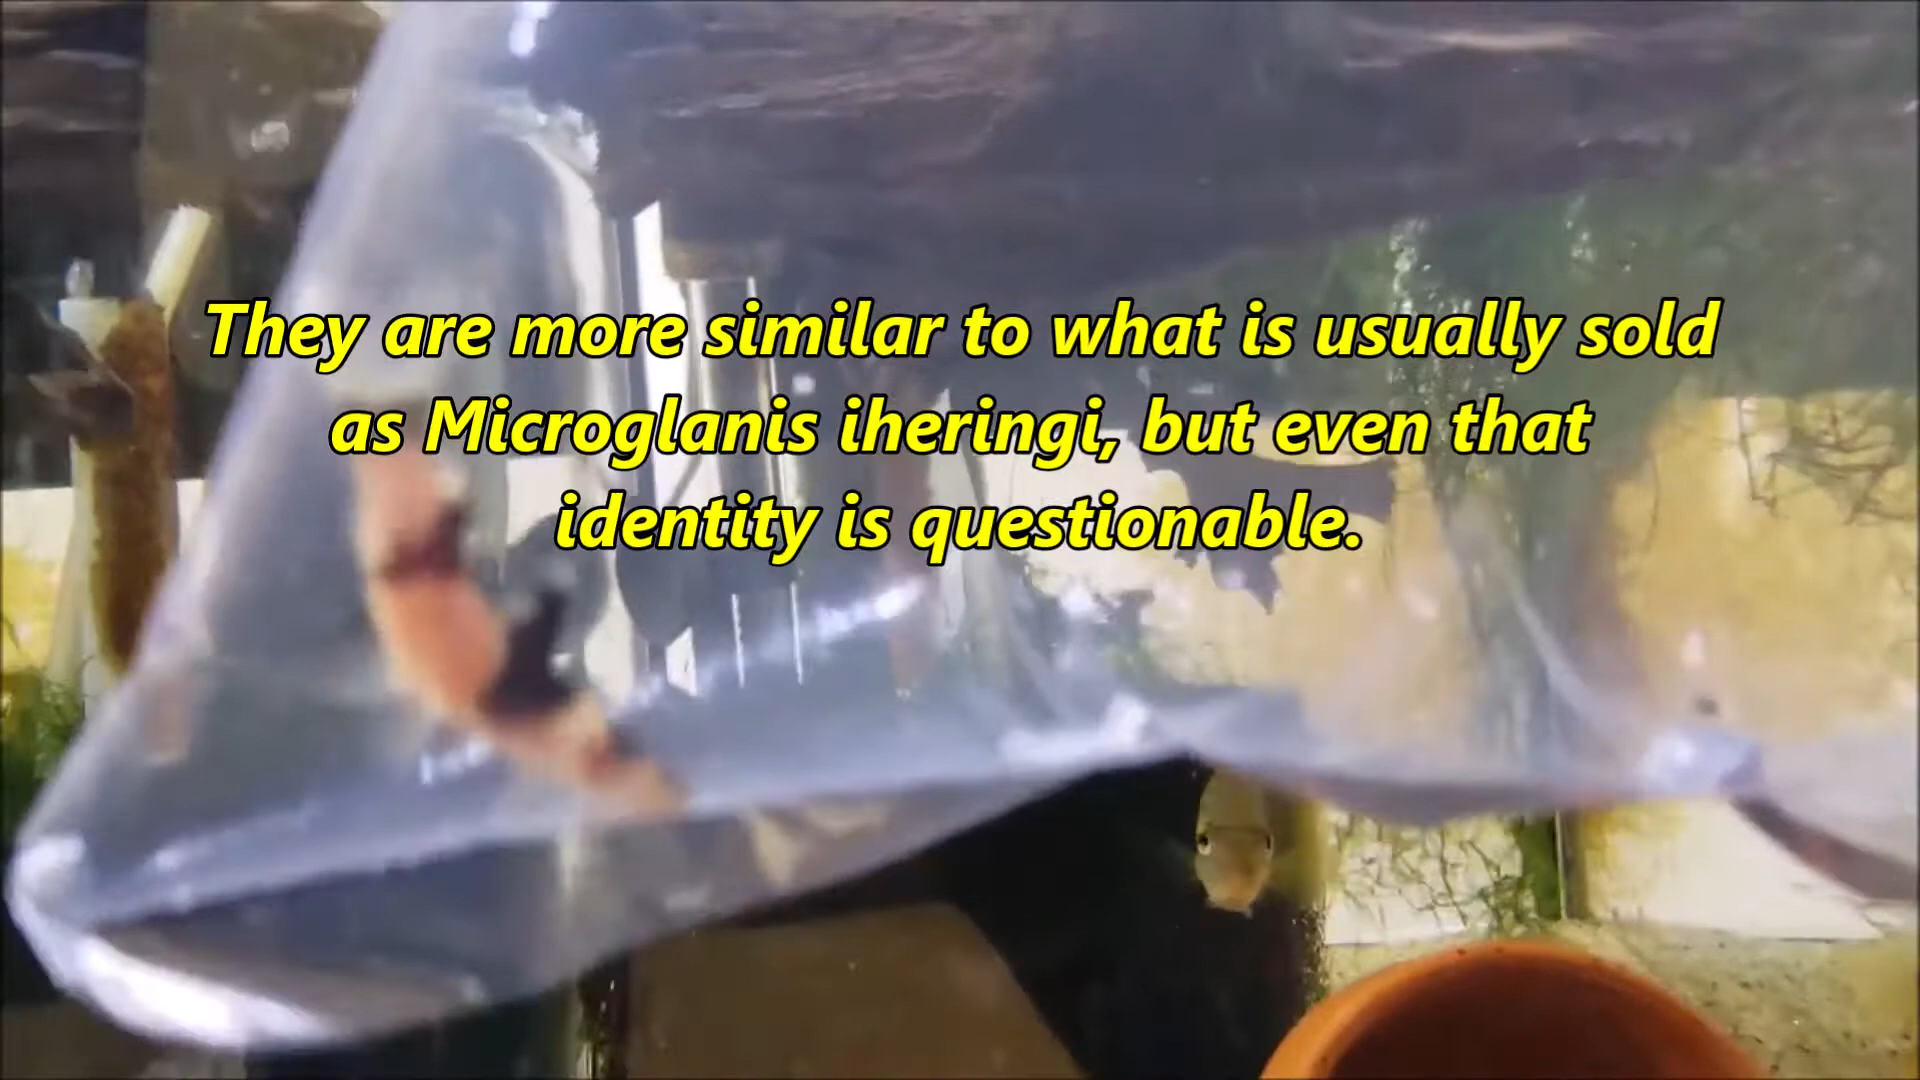 They are more similar to what is usually sold
as Microglanis iheringi, but even that
identity is questionable.